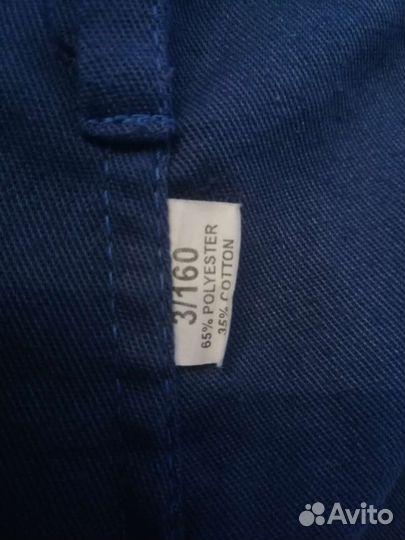 3/160
65% POLYESTER
35% COTTON
Avito